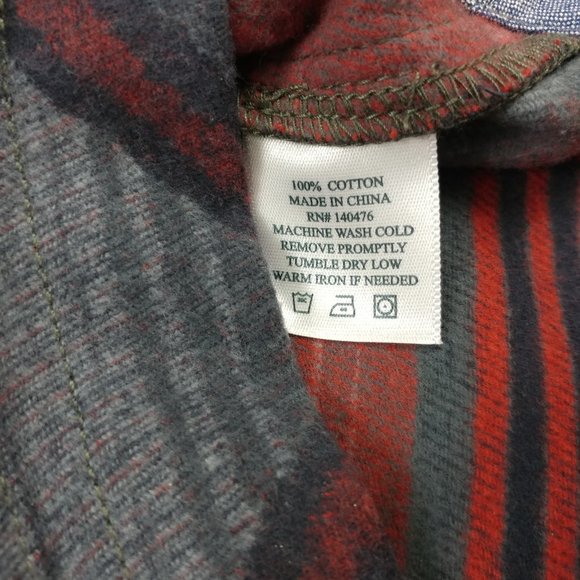 100% COTTON
MADE IN CHINA
RN# 140476
MACHINE WASH COLD
REMOVE PROMPTLY
TUMBLE DRY LOW
WARM IRON IF NEEDED